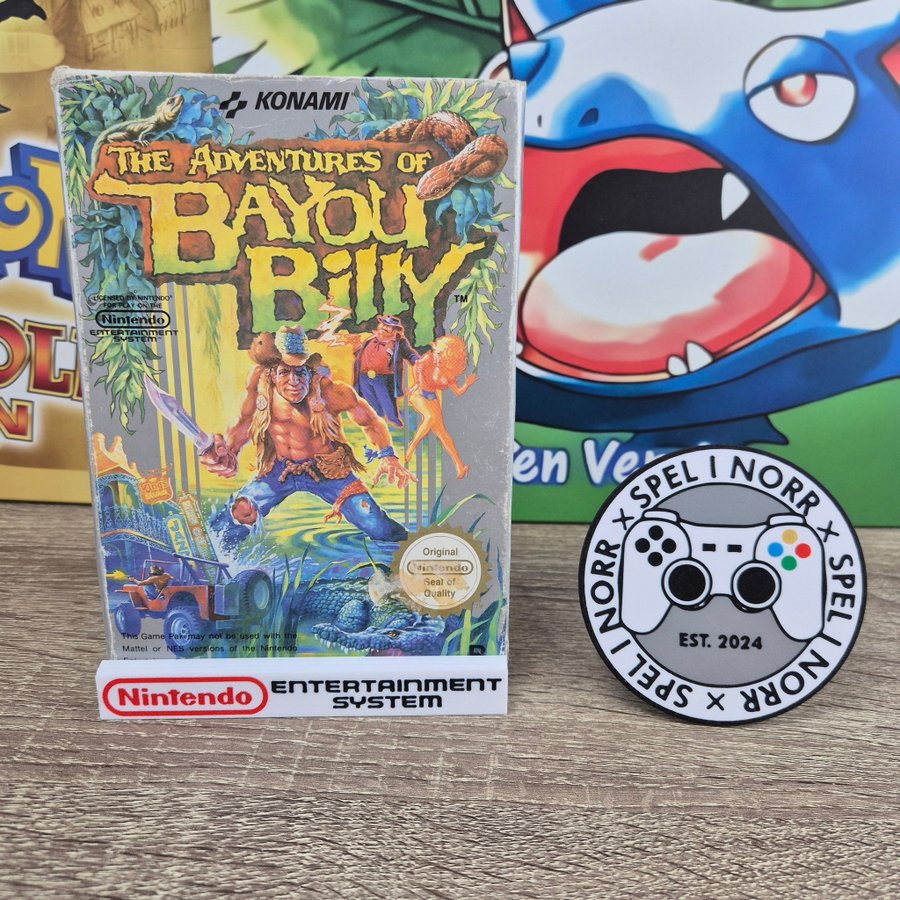 KONAMI
THE ADVENTURES OF
BAYOU
BILLY
TM
LICENSED BY NINTENDO®
FOR PLAY ON THE
Nintendo
ENTERTAINMENT
SYSTEM™
Original
Nintendo
Seal of
Quality
This Game Pak may not be used with the
Mattel or NES versions of the Nintendo
Nintendo
ENTERTAINMENT
SYSTEM
SPEL I NORR × SPEL I NORR × SPEL I NORR ×
EST. 2024